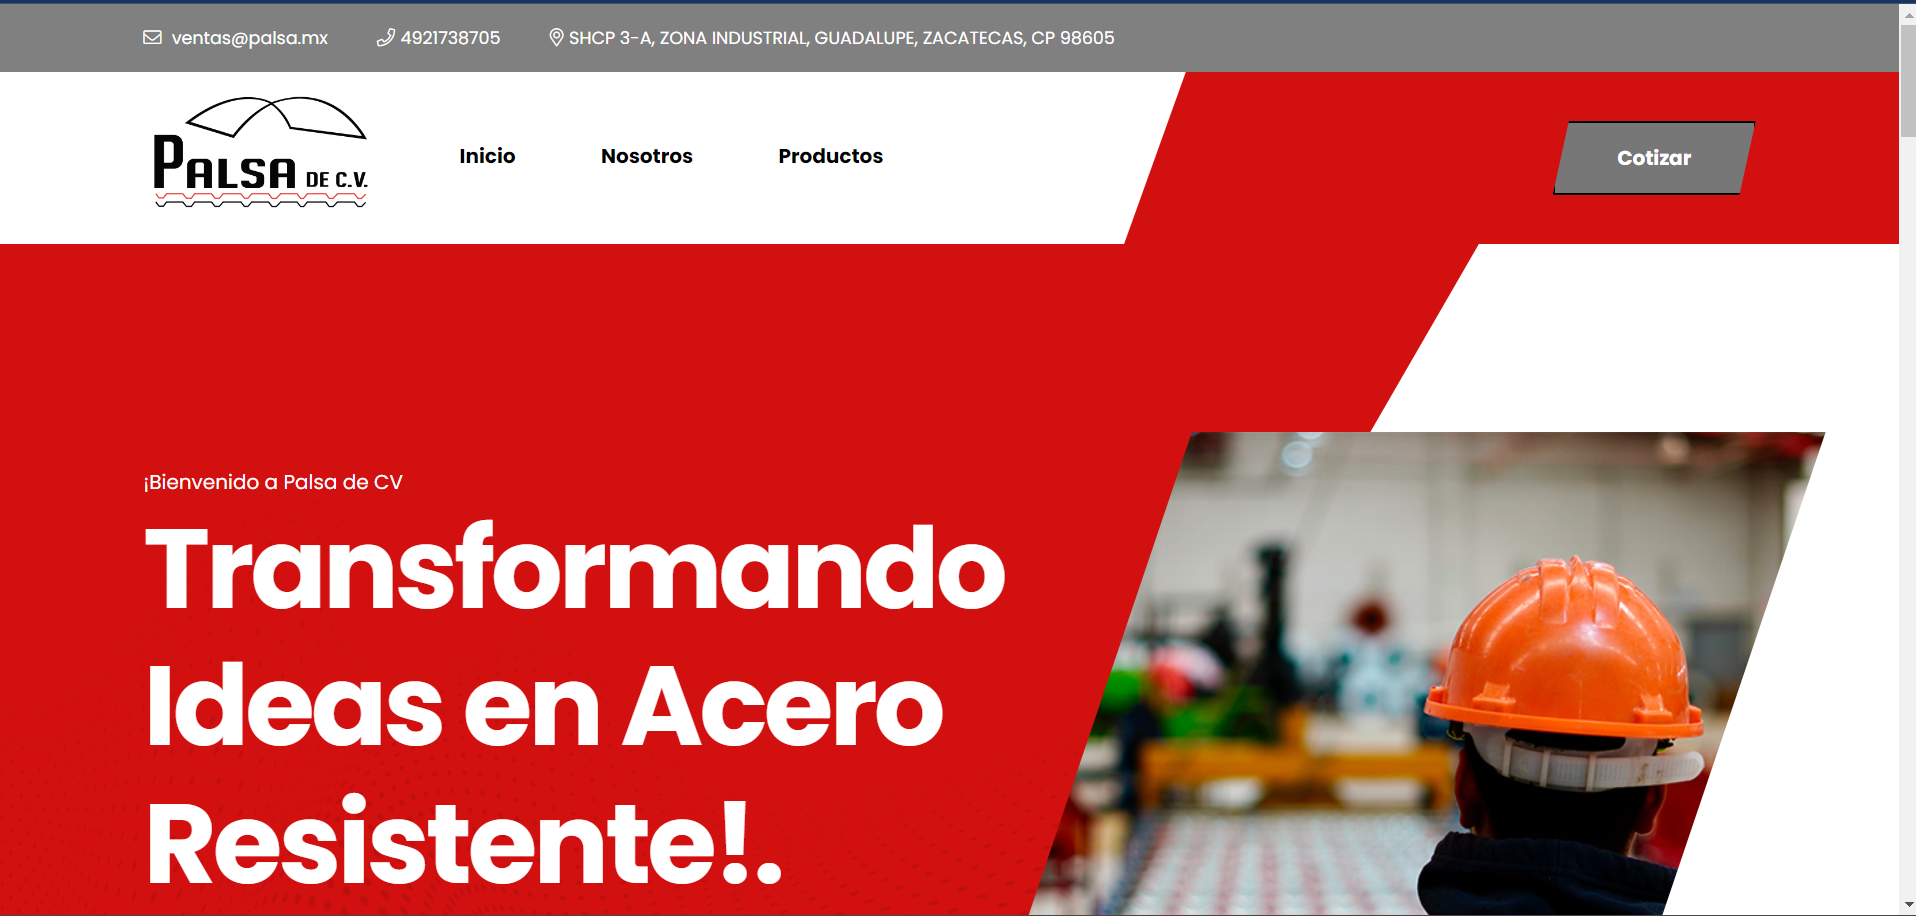 ventas@palsa.mx
4921738705
SHCP 3-A, ZONA INDUSTRIAL, GUADALUPE, ZACATECAS, CP 98605
PALSA DE C.V.
Inicio
Nosotros
Productos
Cotizar
¡Bienvenido a Palsa de CV
Transformando
Ideas en Acero
Resistente!.